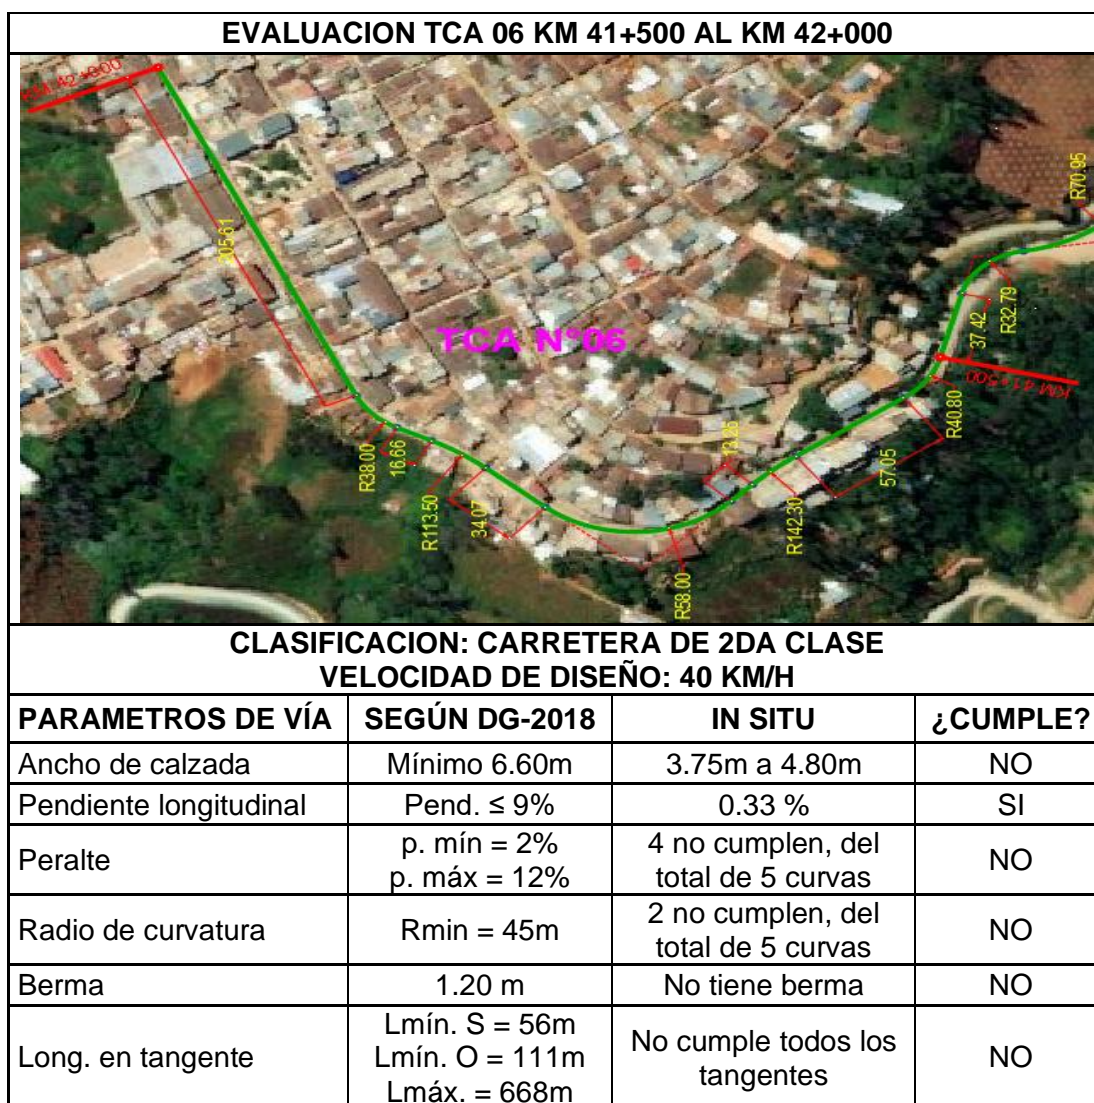 EVALUACION TCA 06 KM 41+500 AL KM 42+000
KM 42+000
R70.95
205.61
R32.79
37.42
TCA N°06
KM 41+500
R40.80
13.26
R38.00
16.66
57.05
R113.50
34.07
R142.30
R58.00
CLASIFICACION: CARRETERA DE 2DA CLASE
VELOCIDAD DE DISEÑO: 40 KM/H
PARAMETROS DE VÍA SEGÚN DG-2018 IN SITU ¿CUMPLE?
Ancho de calzada Mínimo 6.60m 3.75m a 4.80m NO
Pendiente longitudinal Pend. ≤ 9% 0.33 % SI
Peralte p. mín = 2% 4 no cumplen, del NO
p. máx = 12% total de 5 curvas
Radio de curvatura Rmin = 45m 2 no cumplen, del NO
total de 5 curvas
Berma 1.20 m No tiene berma NO
Long. en tangente Lmín. S = 56m No cumple todos los NO
Lmín. O = 111m tangentes
Lmáx. = 668m